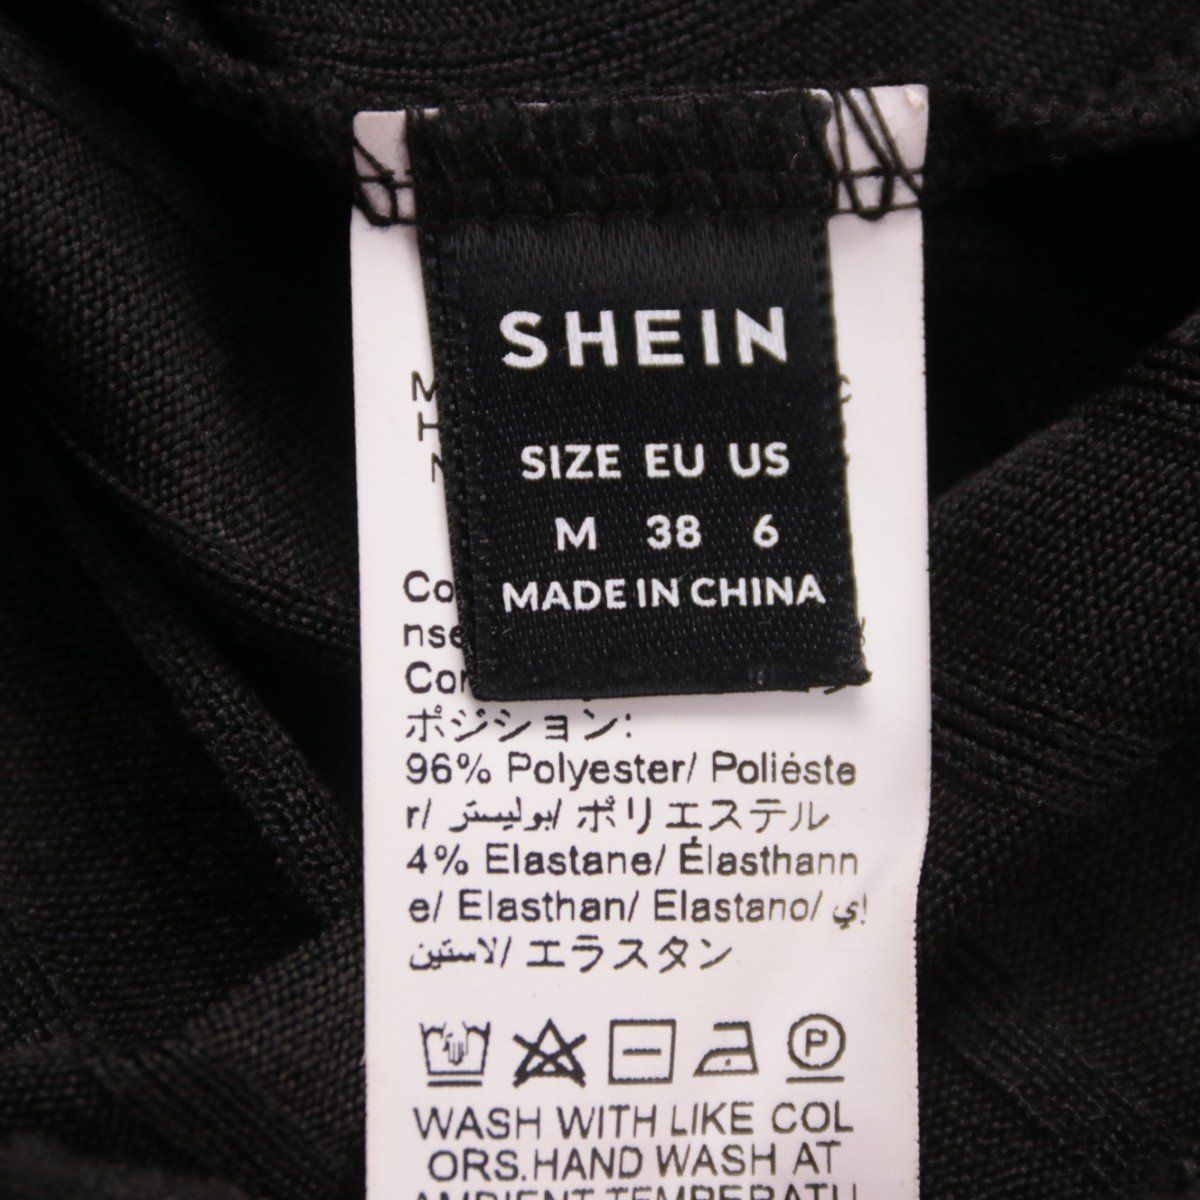 SHEIN
SIZE EU US
M 38 6
MADE IN CHINA
ポジション:
96% Polyester/ Poliéste
r/ بوليستر/ ポリエステル
4% Elastane/ Élasthann
e/ Elasthan/ Elastano/ إي
لاستين/ エラスタン
P
WASH WITH LIKE COL
ORS.HAND WASH AT
AMBIENT TEMPERATU